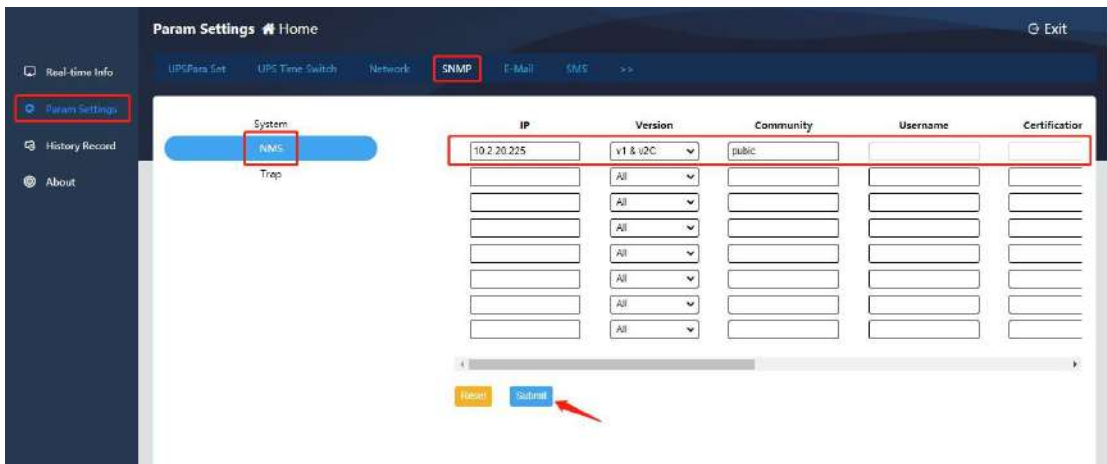 Param Settings Home
Exit
Real-time Info
Param Settings
History Record
About
UPSPara Set UPS Time Switch Network SNMP E-Mail SMS >>
System
NMS
Trap
IP Version Community Username Certification
10.2.20.225 v1 & v2C pubic
All
All
All
All
All
All
All
Reset Submit